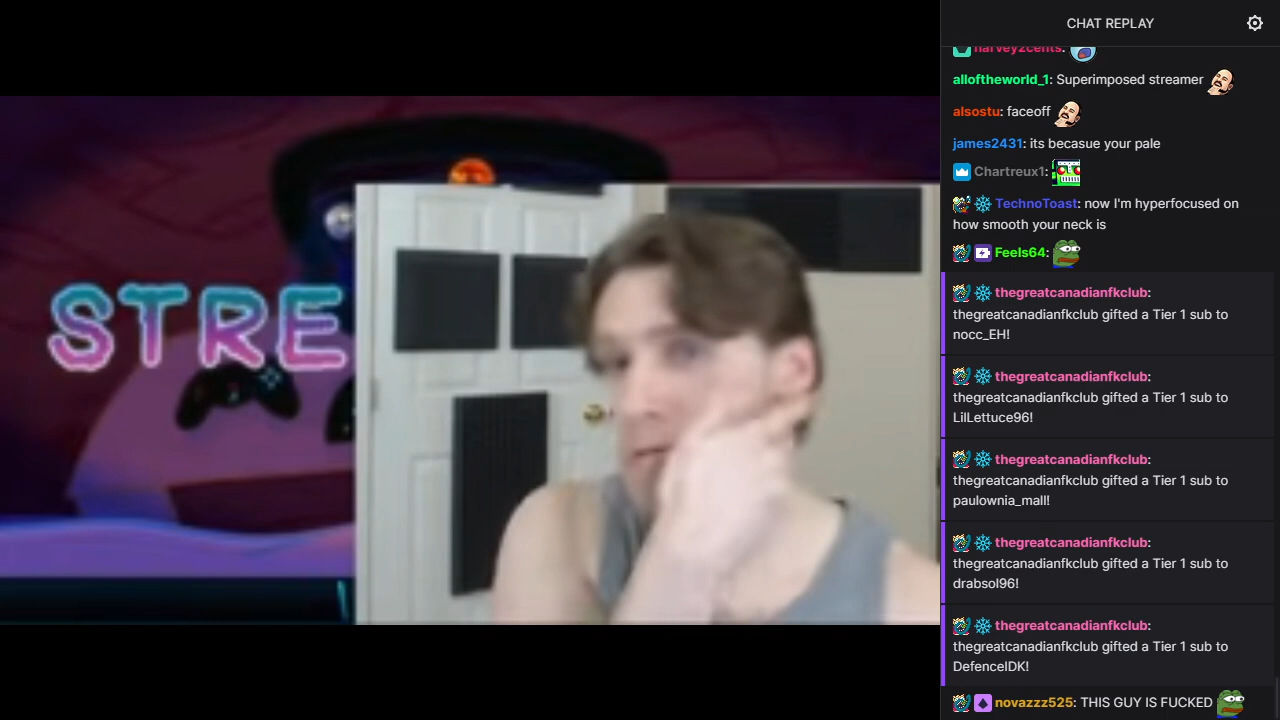 STRE
CHAT REPLAY
harvey2cents:
alloftheworld_1: Superimposed streamer
alsostu: faceoff
james2431: its becasue your pale
Chartreux1:
TechnoToast: now I'm hyperfocused on
how smooth your neck is
Feels64:
thegreatcanadianfkclub:
thegreatcanadianfkclub gifted a Tier 1 sub to
nocc_EH!
thegreatcanadianfkclub:
thegreatcanadianfkclub gifted a Tier 1 sub to
LilLettuce96!
thegreatcanadianfkclub:
thegreatcanadianfkclub gifted a Tier 1 sub to
paulownia_mall!
thegreatcanadianfkclub:
thegreatcanadianfkclub gifted a Tier 1 sub to
drabsol96!
thegreatcanadianfkclub:
thegreatcanadianfkclub gifted a Tier 1 sub to
DefenceIDK!
novazzz525: THIS GUY IS FUCKED